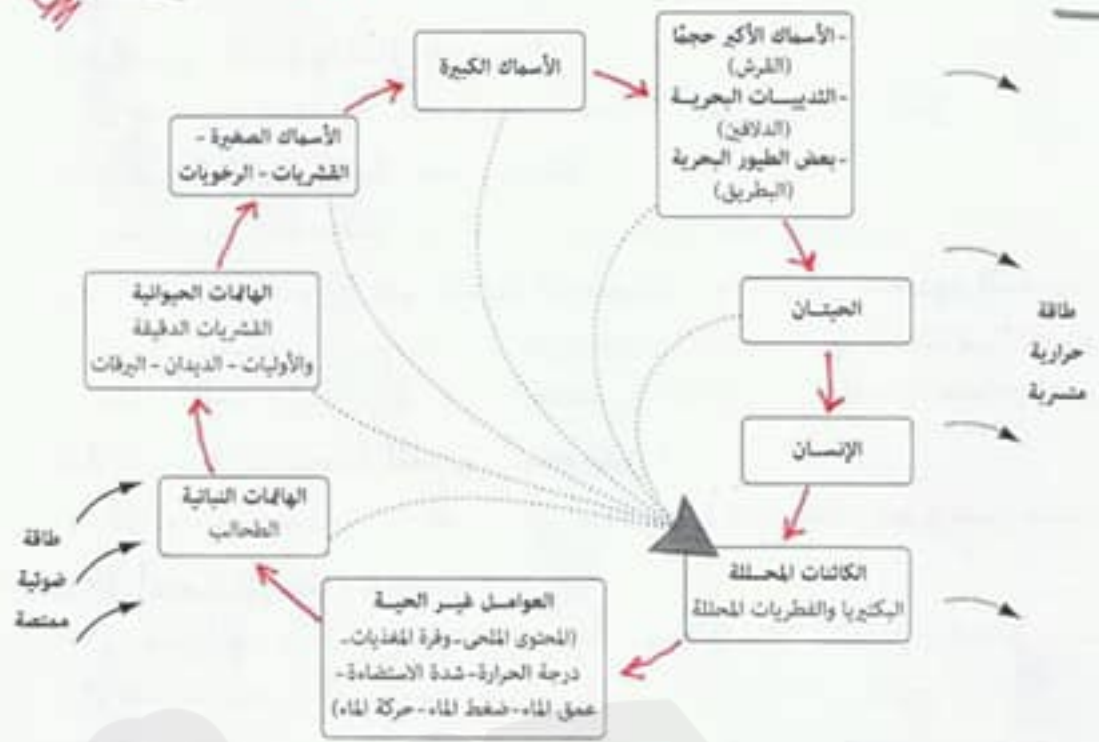 الأسماك الكبيرة
-الأسماك الأكبر حجمًا
(القرش)
-الثدييات البحرية
(الدلافين)
-بعض الطيور البحرية
(البطريق)
الحيتان
الإنسان
الكائنات المحللة
البكتيريا والفطريات المحللة
العوامل غير الحية
(المحتوى الملحى-وفرة المغذيات-
درجة الحرارة-شدة الاستضاءة-
عمق الماء-ضغط الماء-حركة الماء)
الهائمات النباتية
الطحالب
الهائمات الحيوانية
القشريات الدقيقة
والأوليات - الديدان - اليرقات
الأسماك الصغيرة -
القشريات - الرخويات
طاقة
حرارية
متسربة
طاقة
ضوئية
ممتصة